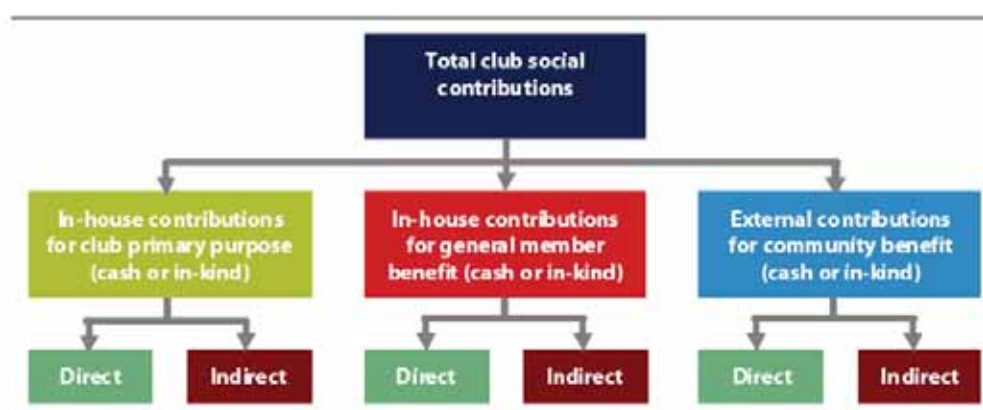 Total club social
contributions
In-house contributions
for club primary purpose
(cash or in-kind)
In-house contributions
for general member
benefit (cash or in-kind)
External contributions
for community benefit
(cash or in-kind)
Direct
Indirect
Direct
Indirect
Direct
Indirect